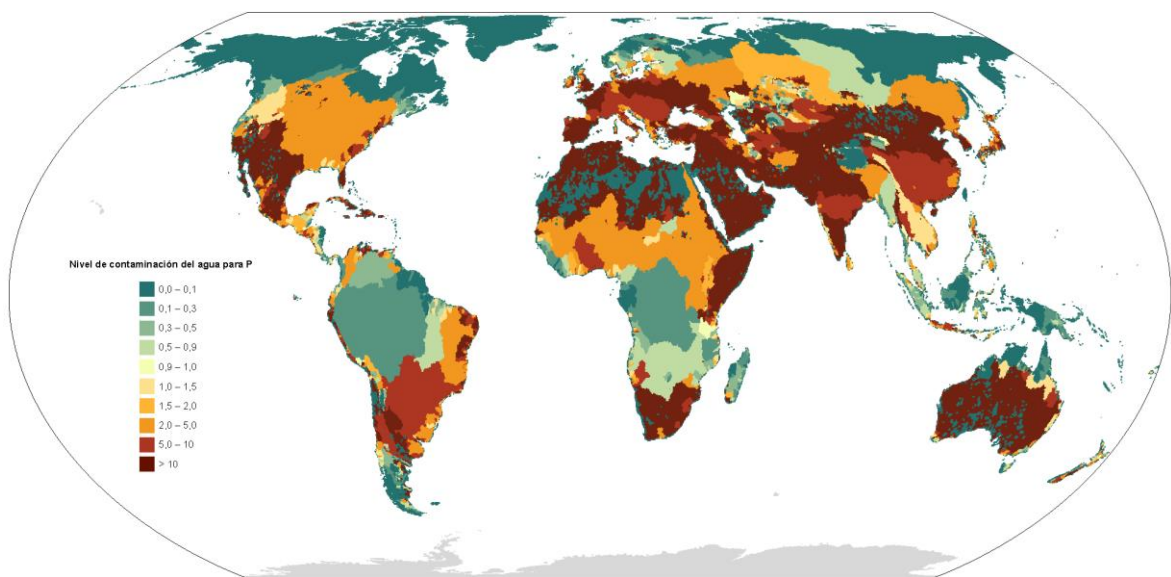 Nivel de contaminación del agua para P
0,0 – 0,1
0,1 – 0,3
0,3 – 0,5
0,5 – 0,9
0,9 – 1,0
1,0 – 1,5
1,5 – 2,0
2,0 – 5,0
5,0 – 10
> 10